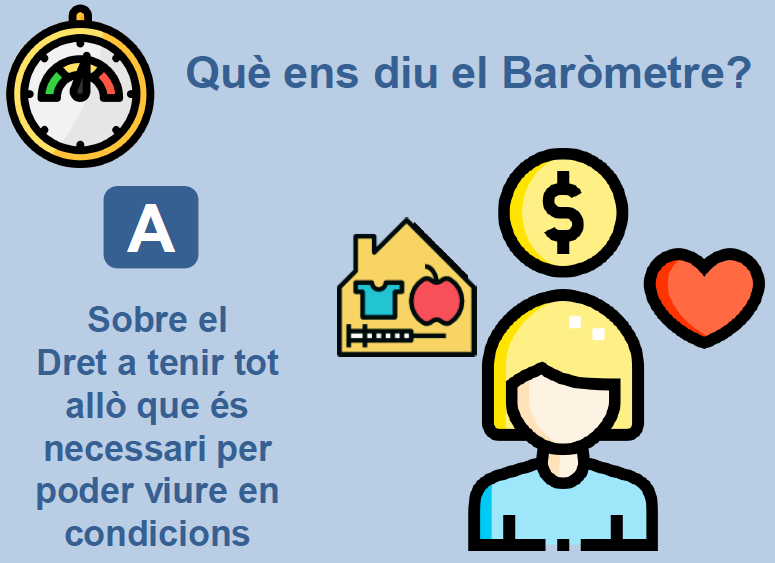 Què ens diu el Baròmetre?
A
Sobre el
Dret a tenir tot
allò que és
necessari per
poder viure en
condicions
$